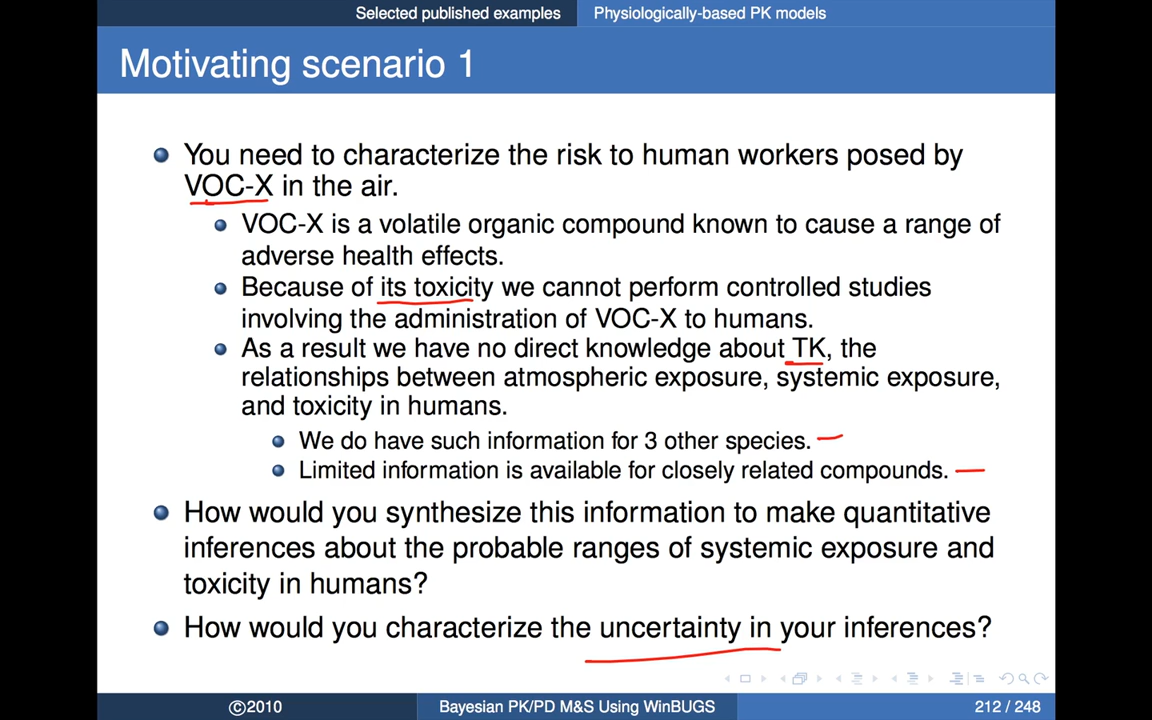 Selected published examples Physiologically-based PK models
Motivating scenario 1
You need to characterize the risk to human workers posed by
VOC-X in the air.
VOC-X is a volatile organic compound known to cause a range of
adverse health effects.
Because of its toxicity we cannot perform controlled studies
involving the administration of VOC-X to humans.
As a result we have no direct knowledge about TK, the
relationships between atmospheric exposure, systemic exposure,
and toxicity in humans.
We do have such information for 3 other species.
Limited information is available for closely related compounds.
How would you synthesize this information to make quantitative
inferences about the probable ranges of systemic exposure and
toxicity in humans?
How would you characterize the uncertainty in your inferences?
©2010 Bayesian PK/PD M&S Using WinBUGS 212 / 248